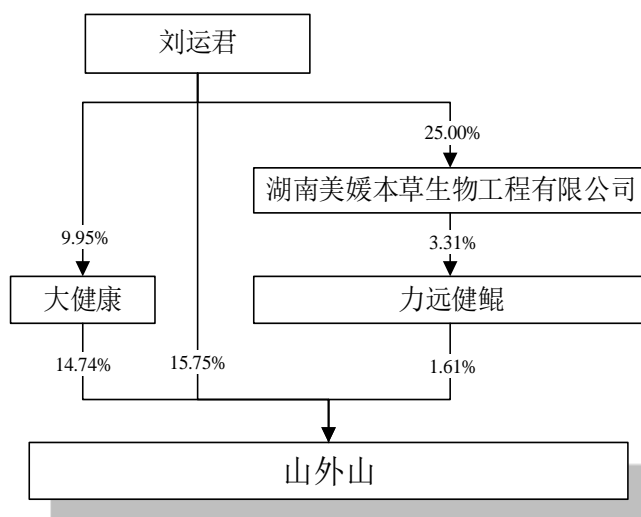 刘运君
25.00%
湖南美媛本草生物工程有限公司
9.95%
3.31%
大健康
力远健鲲
14.74%
15.75%
1.61%
山外山